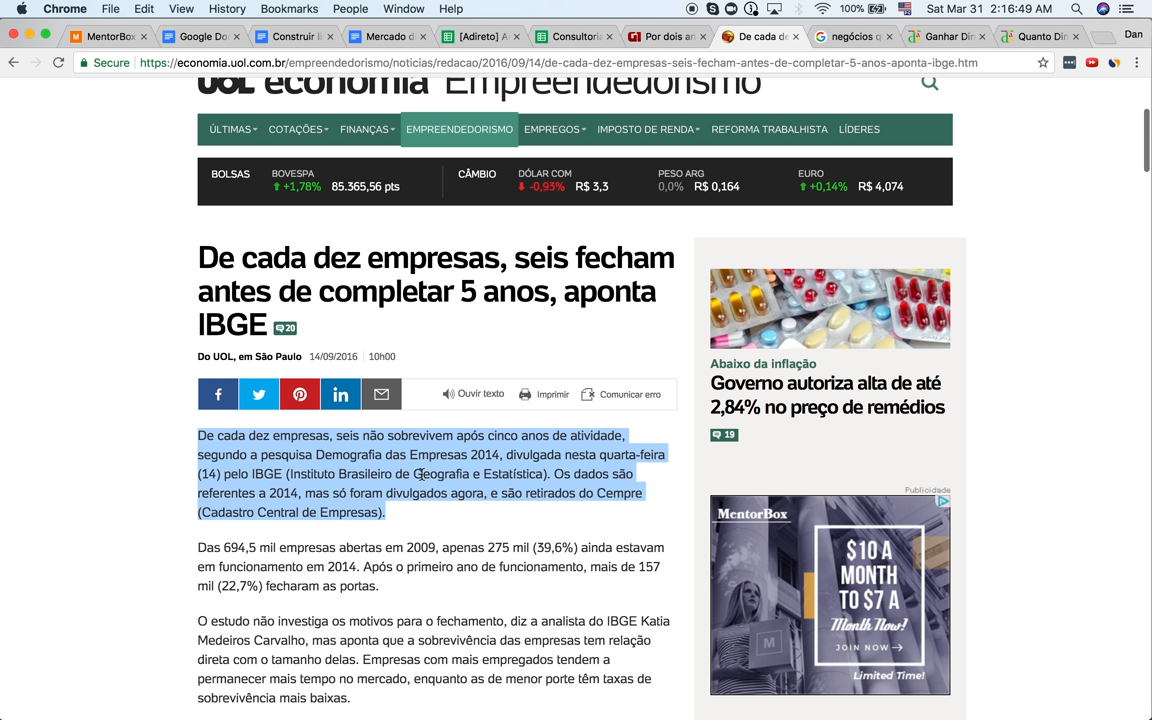 Chrome File Edit View History Bookmarks People Window Help 100% Sat Mar 31 2:16:49 AM
MentorBox Google Do Construir li Mercado d [Adireto] A Consultoria Por dois an De cada de negócios q Ganhar Din Quanto Din Dan
Secure https://economia.uol.com.br/empreendedorismo/noticias/redacao/2016/09/14/de-cada-dez-empresas-seis-fecham-antes-de-completar-5-anos-aponta-ibge.htm
UOL economia Empreendedorismo
ÚLTIMAS COTAÇÕES FINANÇAS EMPREENDEDORISMO EMPREGOS IMPOSTO DE RENDA REFORMA TRABALHISTA LÍDERES
BOLSAS BOVESPA CÂMBIO DÓLAR COM PESO ARG EURO
+1,78% 85.365,56 pts -0,93% R$ 3,3 0,0% R$ 0,164 +0,14% R$ 4,074
De cada dez empresas, seis fecham
antes de completar 5 anos, aponta
IBGE 20
Do UOL, em São Paulo 14/09/2016 10h00
Ouvir texto Imprimir Comunicar erro
De cada dez empresas, seis não sobrevivem após cinco anos de atividade,
segundo a pesquisa Demografia das Empresas 2014, divulgada nesta quarta-feira
(14) pelo IBGE (Instituto Brasileiro de Geografia e Estatística). Os dados são
referentes a 2014, mas só foram divulgados agora, e são retirados do Cempre
(Cadastro Central de Empresas).
Das 694,5 mil empresas abertas em 2009, apenas 275 mil (39,6%) ainda estavam
em funcionamento em 2014. Após o primeiro ano de funcionamento, mais de 157
mil (22,7%) fecharam as portas.
O estudo não investiga os motivos para o fechamento, diz a analista do IBGE Katia
Medeiros Carvalho, mas aponta que a sobrevivência das empresas tem relação
direta com o tamanho delas. Empresas com mais empregados tendem a
permanecer mais tempo no mercado, enquanto as de menor porte têm taxas de
sobrevivência mais baixas.
Abaixo da inflação
Governo autoriza alta de até
2,84% no preço de remédios
19
Publicidade
MentorBox
$10 A
MONTH
TO $7 A
Month Now!
JOIN NOW
M
Limited Time!